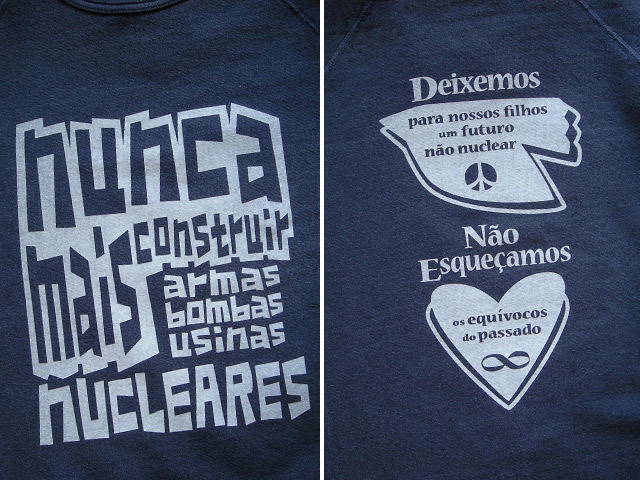 nunca
mais construir
armas
bombas
usinas
NUCLEARES
Deixemos
para nossos filhos
um futuro
não nuclear
Não
Esqueçamos
os equívocos
do passado